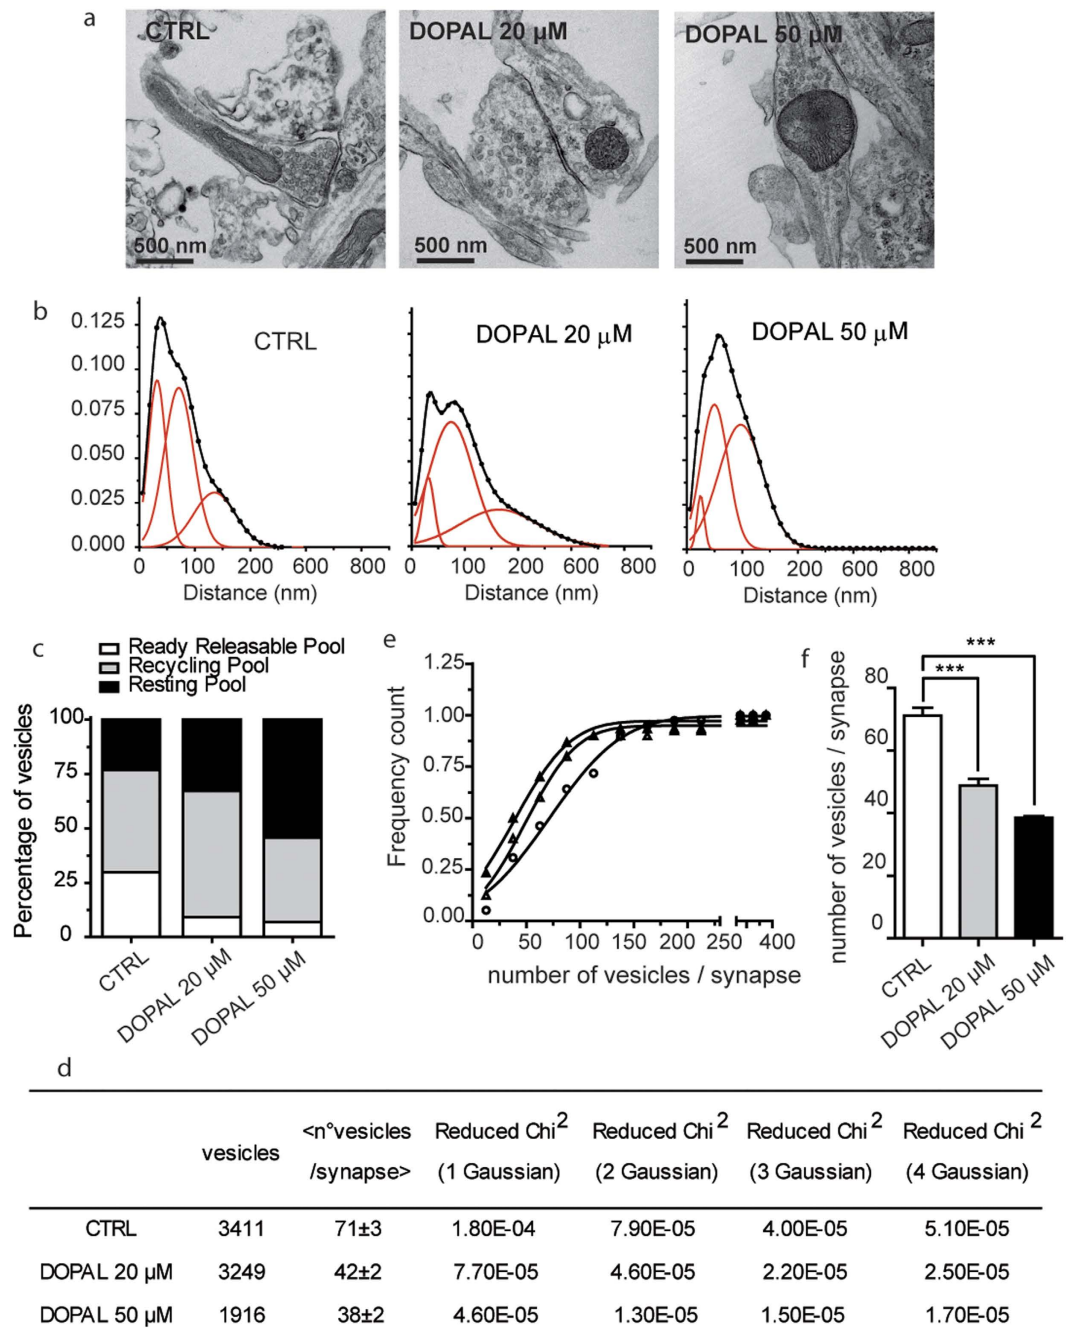 a
CTRL
DOPAL 20 µM
DOPAL 50 µM
500 nm
500 nm
500 nm
b
0.125
0.100
0.075
0.050
0.025
0.000
CTRL
DOPAL 20 µM
DOPAL 50 µM
0 100 200 600 800
0 100 200 600 800
0 100 200 600 800
Distance (nm)
Distance (nm)
Distance (nm)
c
Ready Releasable Pool
Recycling Pool
Resting Pool
Percentage of vesicles
100
75
50
25
0
CTRL
DOPAL 20 µM
DOPAL 50 µM
e
Frequency count
1.25
1.00
0.75
0.50
0.25
0.00
0 50 100 150 200 250 400
number of vesicles / synapse
f
number of vesicles / synapse
80
60
40
20
0
***
***
CTRL
DOPAL 20 µM
DOPAL 50 µM
d
vesicles
<n°vesicles
/synapse>
Reduced Chi²
(1 Gaussian)
Reduced Chi²
(2 Gaussian)
Reduced Chi²
(3 Gaussian)
Reduced Chi²
(4 Gaussian)
CTRL 3411 71±3 1.80E-04 7.90E-05 4.00E-05 5.10E-05
DOPAL 20 µM 3249 42±2 7.70E-05 4.60E-05 2.20E-05 2.50E-05
DOPAL 50 µM 1916 38±2 4.60E-05 1.30E-05 1.50E-05 1.70E-05